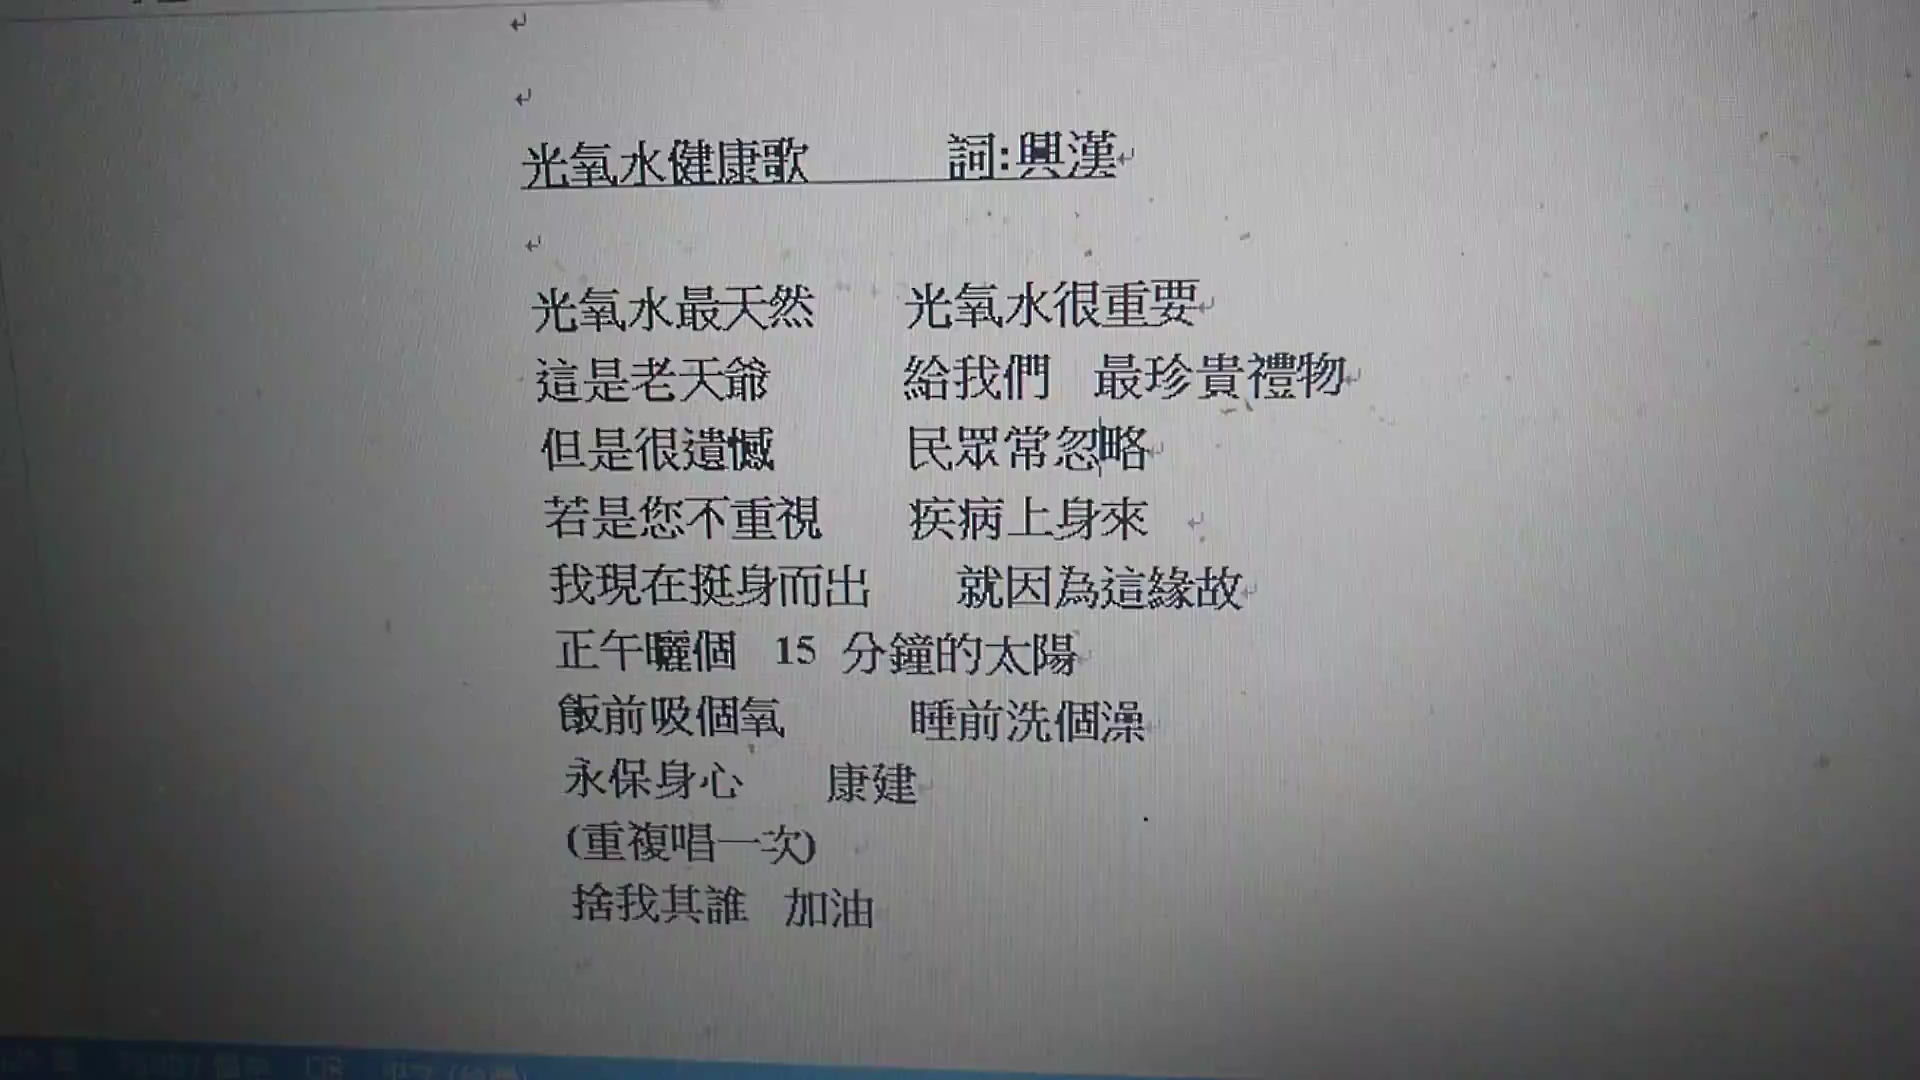 光氧水健康歌 詞:興漢
光氧水最天然 光氧水很重要
這是老天爺 給我們 最珍貴禮物
但是很遺憾 民眾常忽略
若是您不重視 疾病上身來
我現在挺身而出 就因為這緣故
正午曬個 15 分鐘的太陽
飯前吸個氧 睡前洗個澡
永保身心 康建
(重複唱一次)
捨我其誰 加油